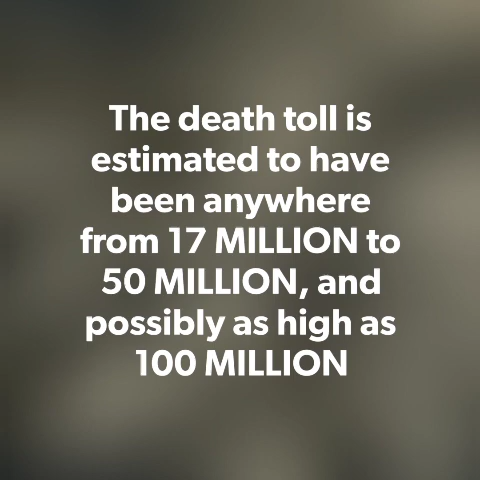 The death toll is
estimated to have
been anywhere
from 17 MILLION to
50 MILLION, and
possibly as high as
100 MILLION